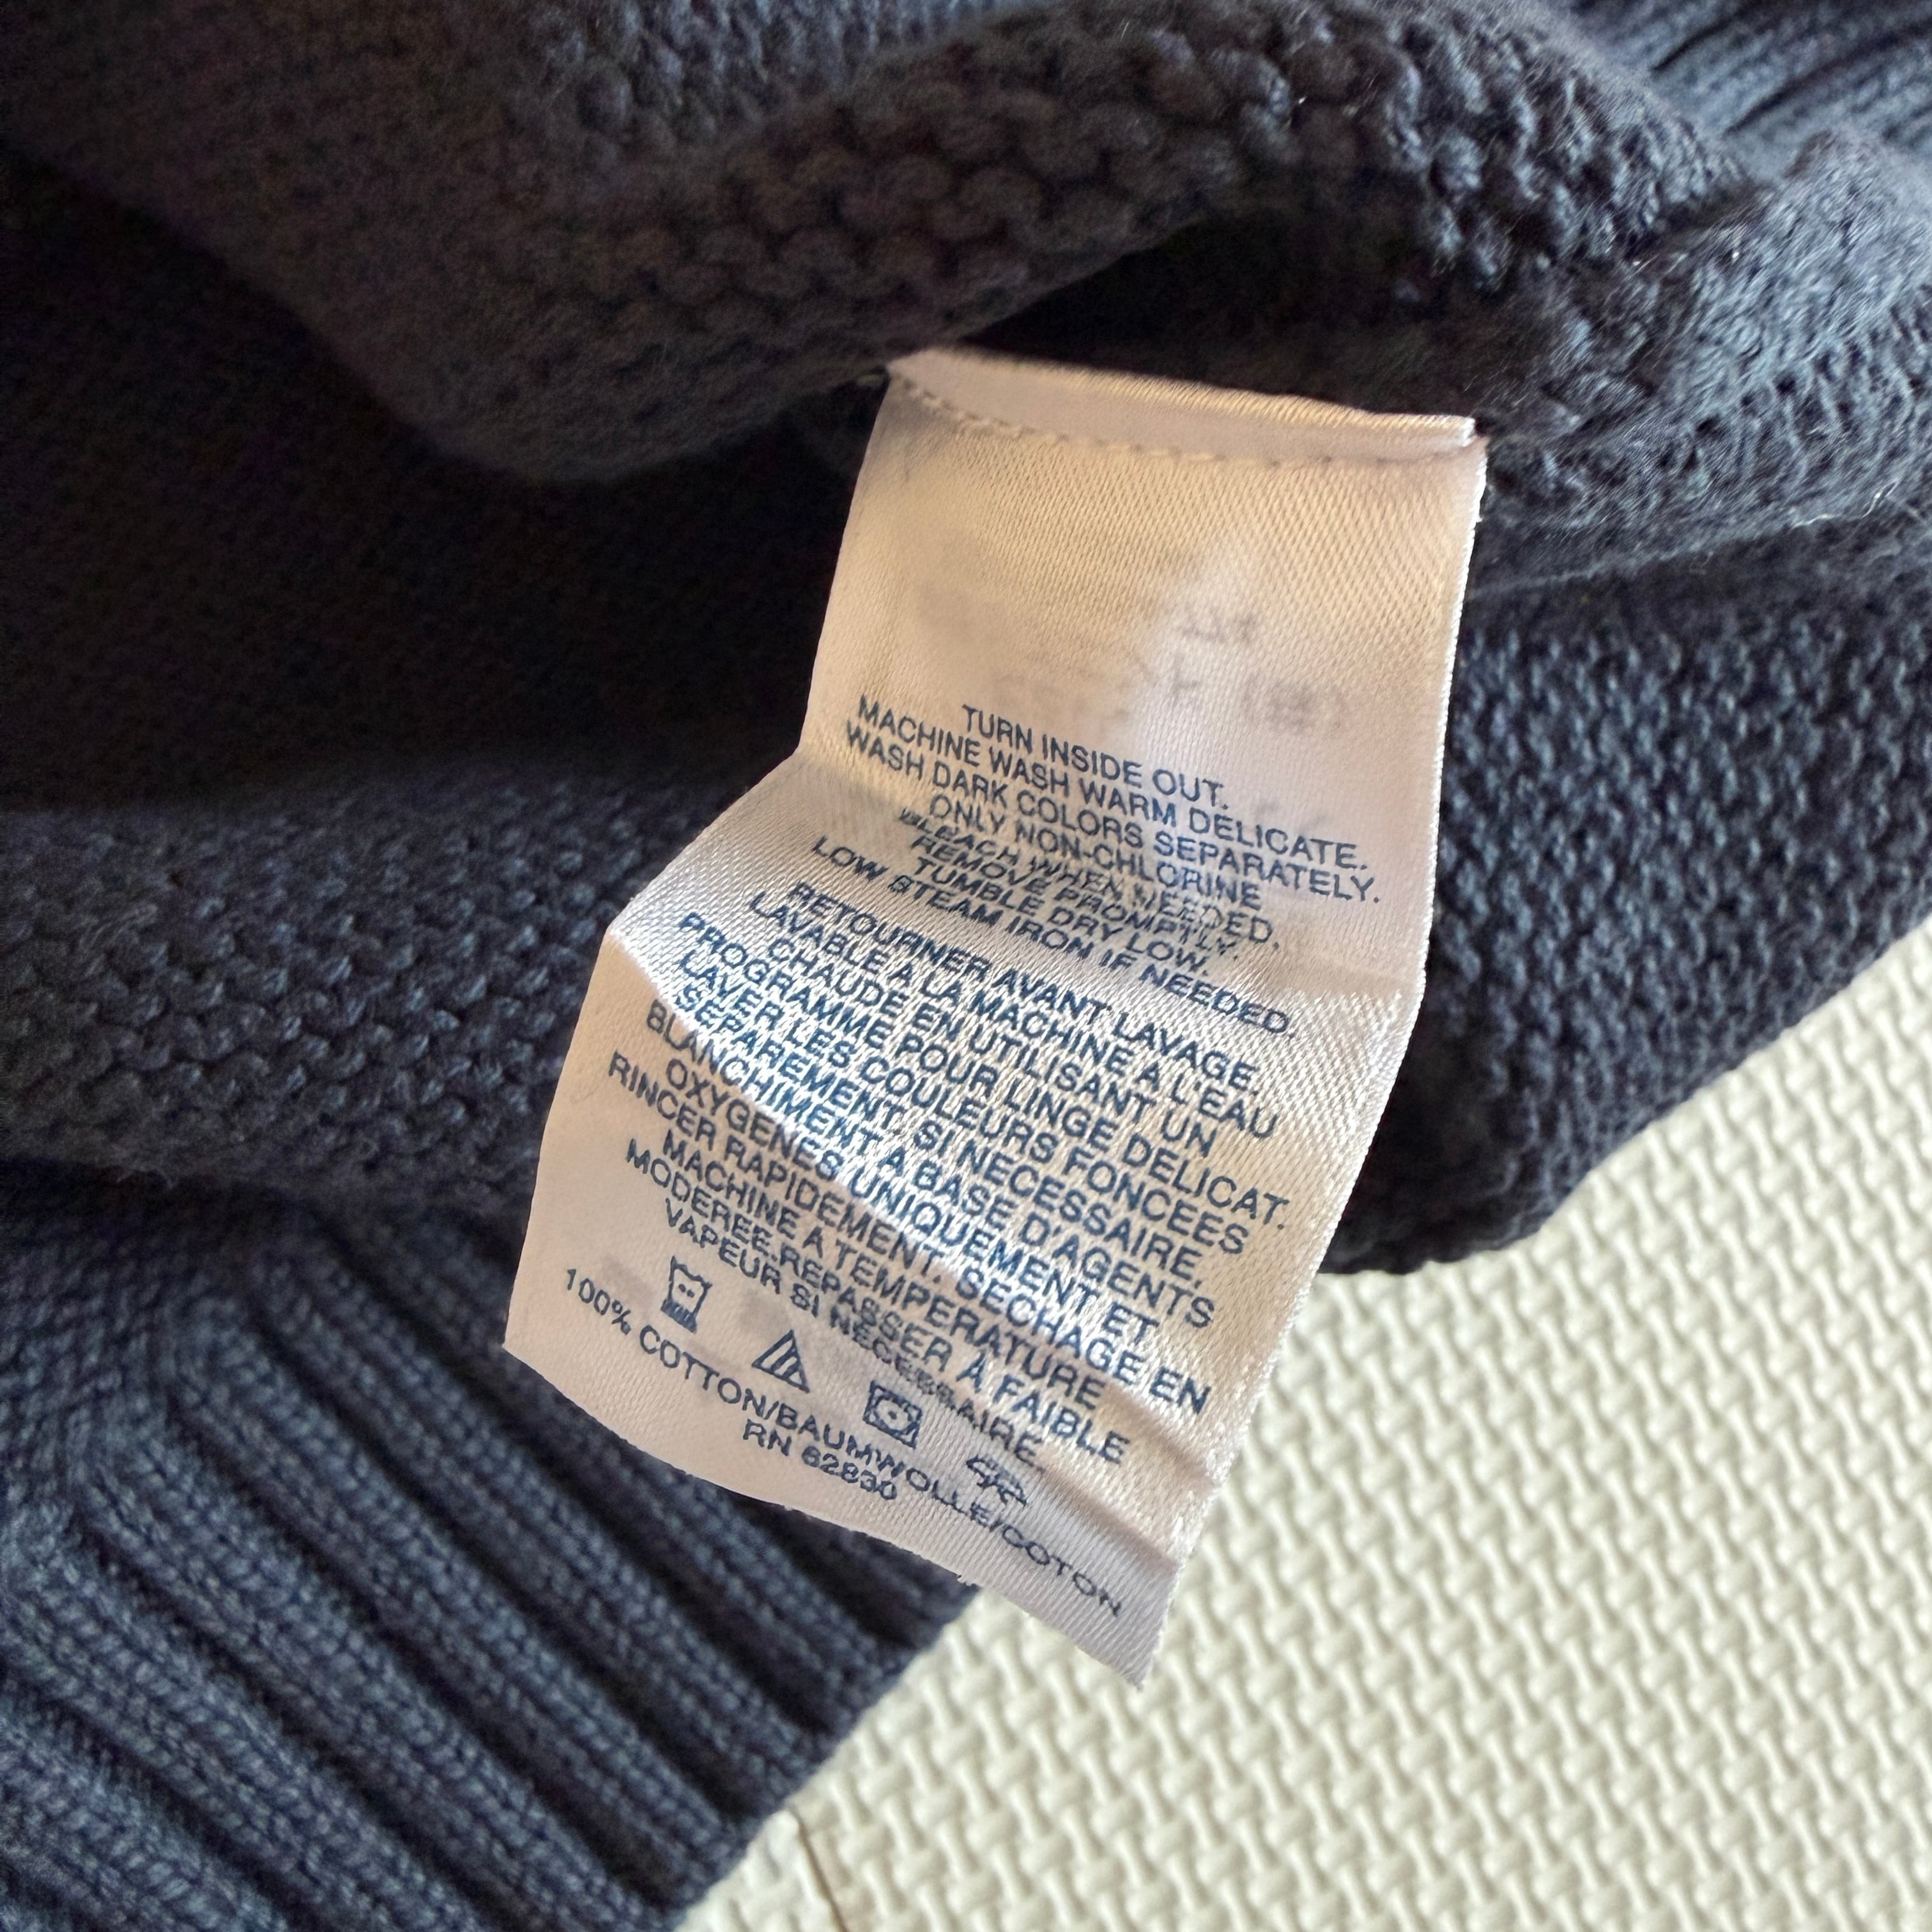 TURN INSIDE OUT.
MACHINE WASH WARM DELICATE.
WASH DARK COLORS SEPARATELY.
ONLY NON-CHLORINE
BLEACH WHEN NEEDED.
REMOVE PROMPTLY.
TUMBLE DRY LOW.
LOW STEAM IRON IF NEEDED.
RETOURNER AVANT LAVAGE.
LAVABLE A LA MACHINE A L'EAU
CHAUDE EN UTILISANT UN
PROGRAMME POUR LINGE DELICAT.
LAVER LES COULEURS FONCEES
SEPAREMENT. SI NECESSAIRE,
BLANCHIMENT A BASE D'AGENTS
OXYGENES UNIQUEMENT ET
RINCER RAPIDEMENT. SECHAGE EN
MACHINE A TEMPERATURE
MODEREE. REPASSER À FAIBLE
VAPEUR SI NECESSAIRE.
100% COTTON/BAUMWOLLE/COTON
RN 62830